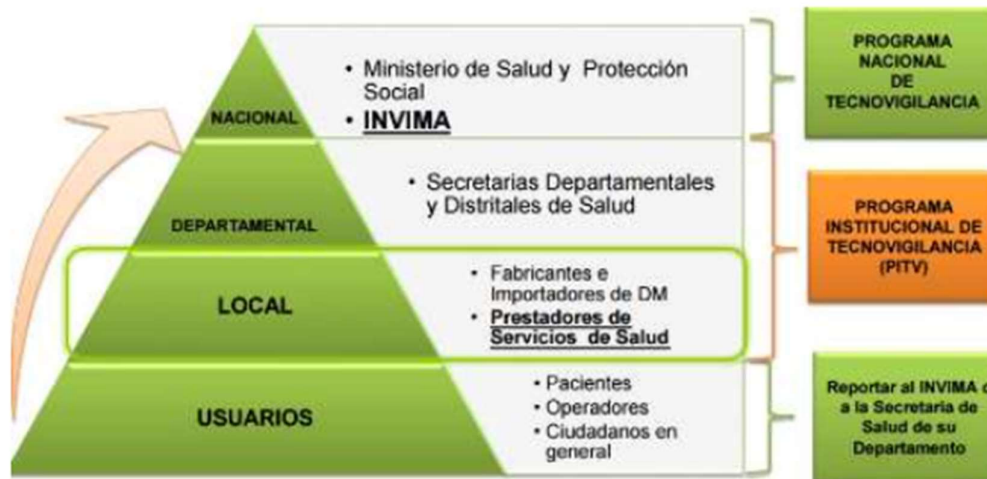 NACIONAL
• Ministerio de Salud y Protección
Social
• INVIMA
PROGRAMA
NACIONAL
DE
TECNOVIGILANCIA
DEPARTAMENTAL
• Secretarias Departamentales
y Distritales de Salud
PROGRAMA
INSTITUCIONAL DE
TECNOVIGILANCIA
(PITV)
LOCAL
• Fabricantes e
Importadores de DM
• Prestadores de
Servicios de Salud
USUARIOS
• Pacientes
• Operadores
• Ciudadanos en
general
Reportar al INVIMA o
a la Secretaria de
Salud de su
Departamento